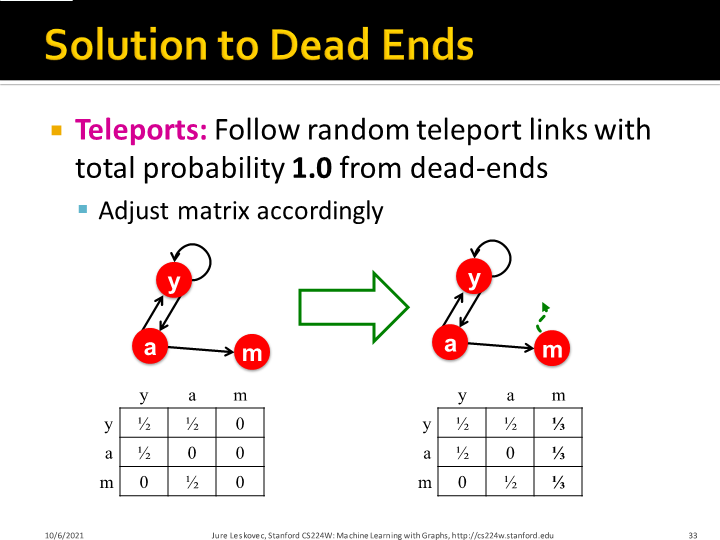 Solution to Dead Ends
Teleports: Follow random teleport links with
total probability 1.0 from dead-ends
Adjust matrix accordingly
y
a
m
y
a
m
y a m
y ½ ½ 0
a ½ 0 0
m 0 ½ 0
y a m
y ½ ½ ⅓
a ½ 0 ⅓
m 0 ½ ⅓
10/6/2021
Jure Leskovec, Stanford CS224W: Machine Learning with Graphs, http://cs224w.stanford.edu
33